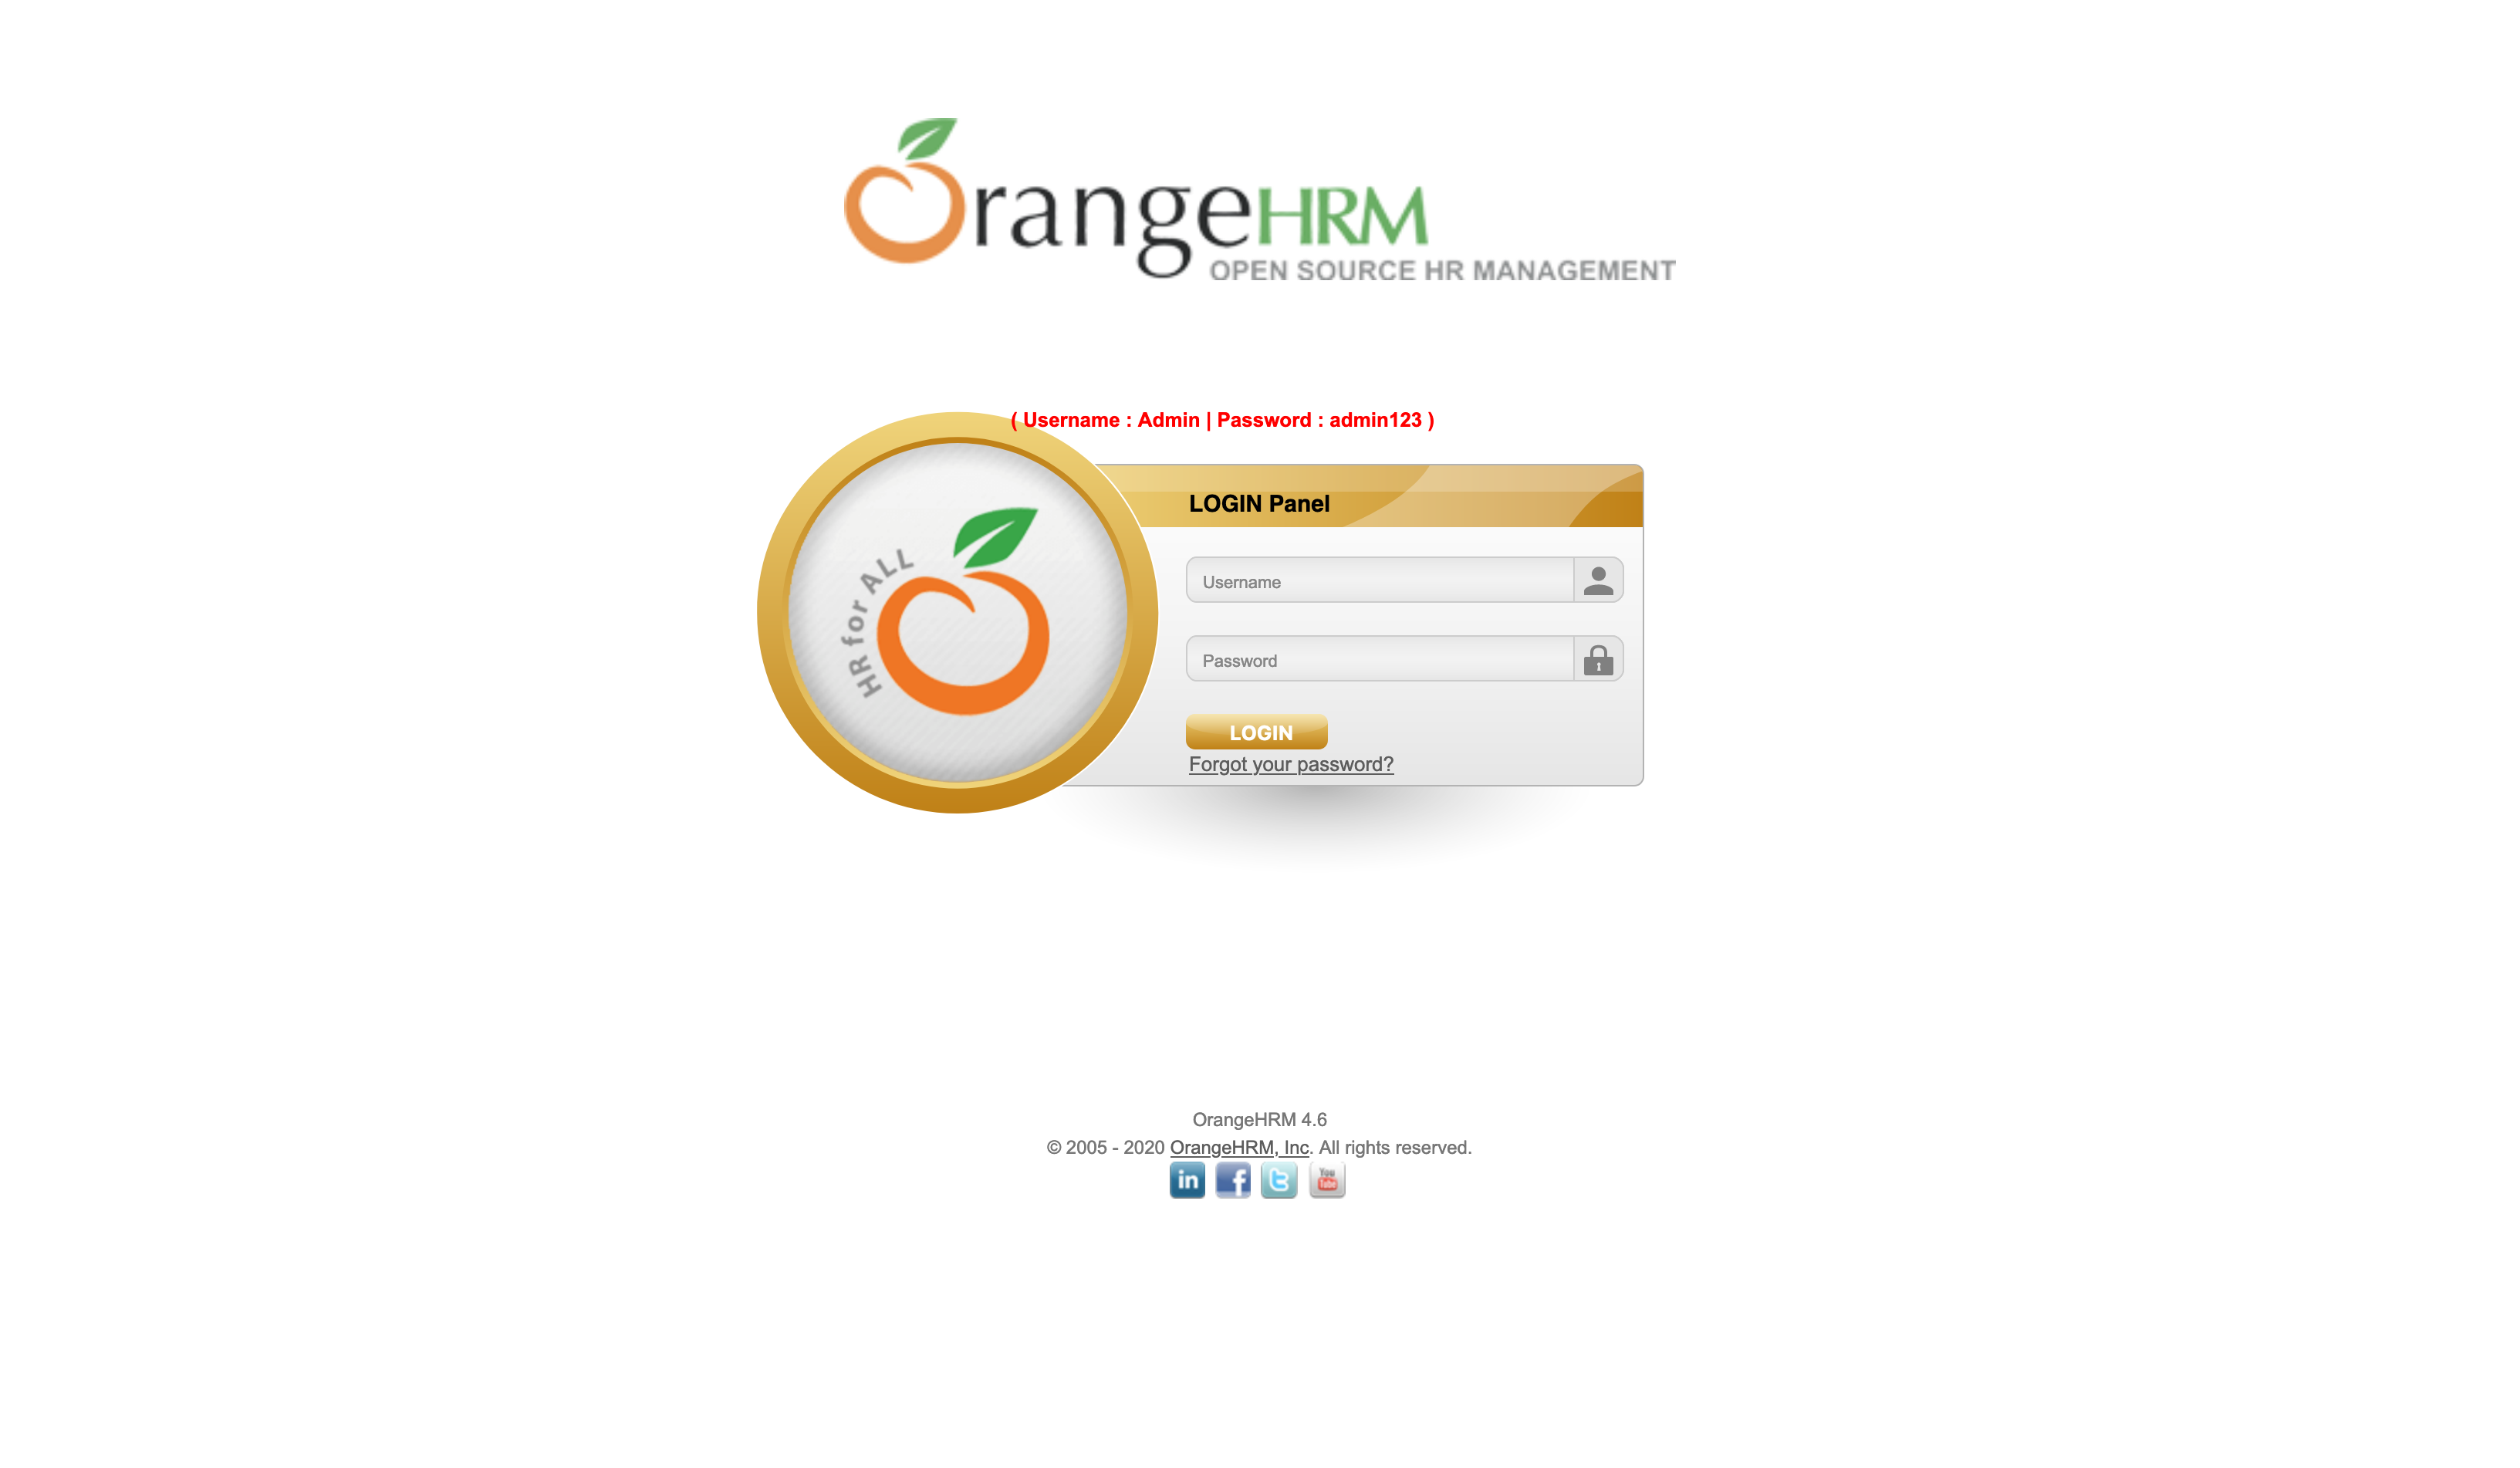 OrangeHRM
OPEN SOURCE HR MANAGEMENT
( Username : Admin | Password : admin123 )
LOGIN Panel
HR for ALL
Username
Password
LOGIN
Forgot your password?
OrangeHRM 4.6
© 2005 - 2020 OrangeHRM, Inc. All rights reserved.
in f t You Tube